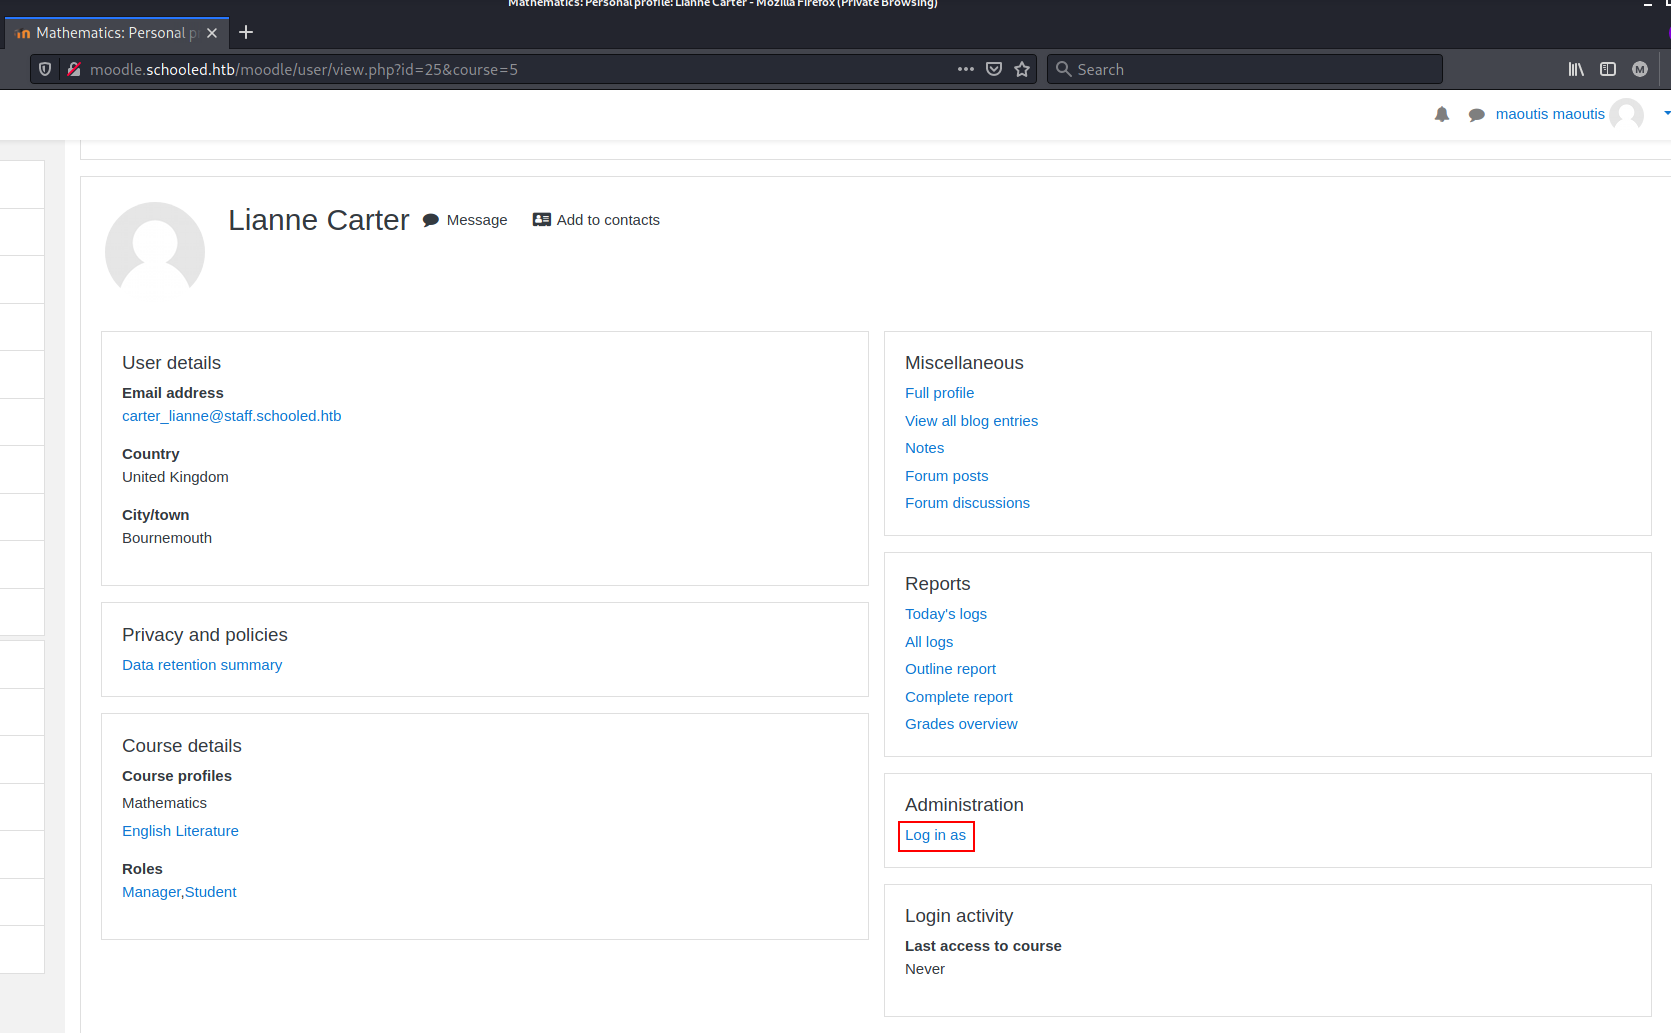 Mathematics: Personal profile: Lianne Carter - Mozilla Firefox (Private Browsing)
Mathematics: Personal p
moodle.schooled.htb/moodle/user/view.php?id=25&course=5
Search
M
maoutis maoutis
Lianne Carter
Message
Add to contacts
User details
Email address
carter_lianne@staff.schooled.htb
Country
United Kingdom
City/town
Bournemouth
Privacy and policies
Data retention summary
Course details
Course profiles
Mathematics
English Literature
Roles
Manager,Student
Miscellaneous
Full profile
View all blog entries
Notes
Forum posts
Forum discussions
Reports
Today's logs
All logs
Outline report
Complete report
Grades overview
Administration
Log in as
Login activity
Last access to course
Never